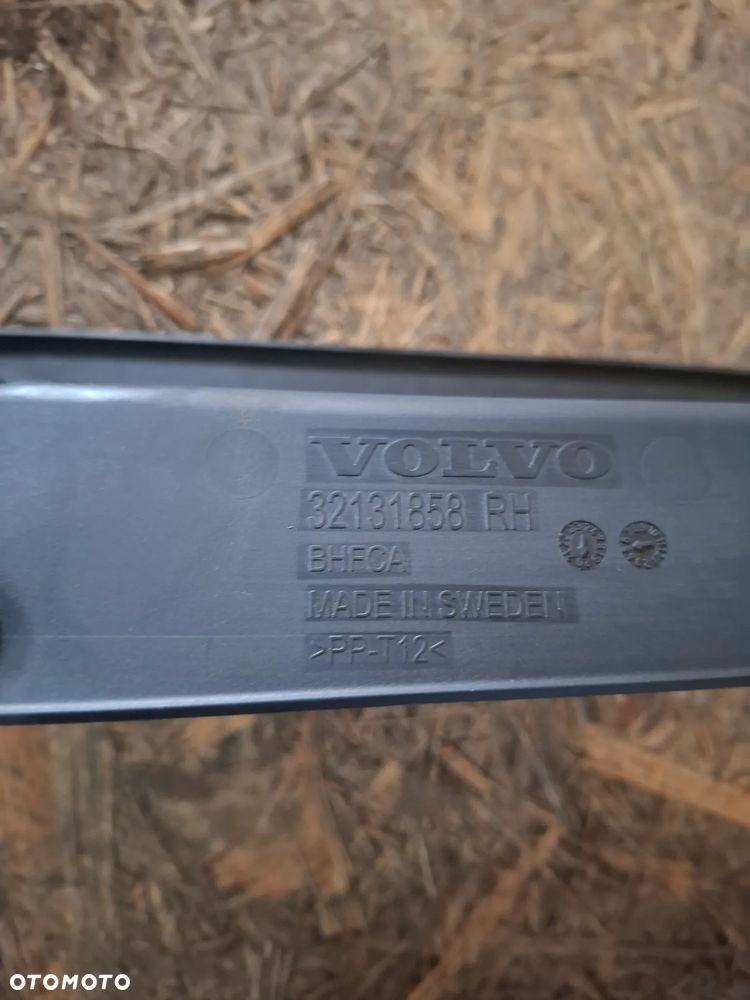 VOLVO
32131858 RH
BHFCA
MADE IN SWEDEN
>PP-T12<
OTOMOTO